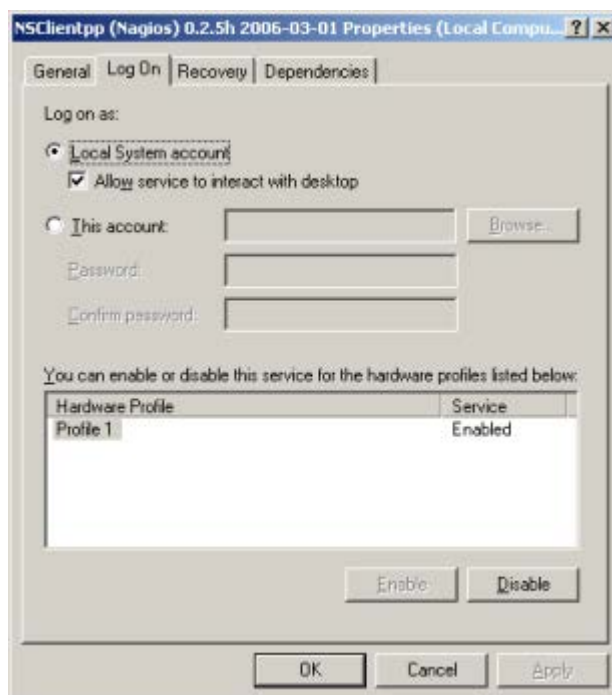 NSClientpp (Nagios) 0.2.5h 2006-03-01 Properties (Local Compu...
General Log On Recovery Dependencies
Log on as:
Local System account
Allow service to interact with desktop
This account:
Browse...
Password:
Confirm password:
You can enable or disable this service for the hardware profiles listed below:
Hardware Profile Service
Profile 1 Enabled
Enable Disable
OK Cancel Apply